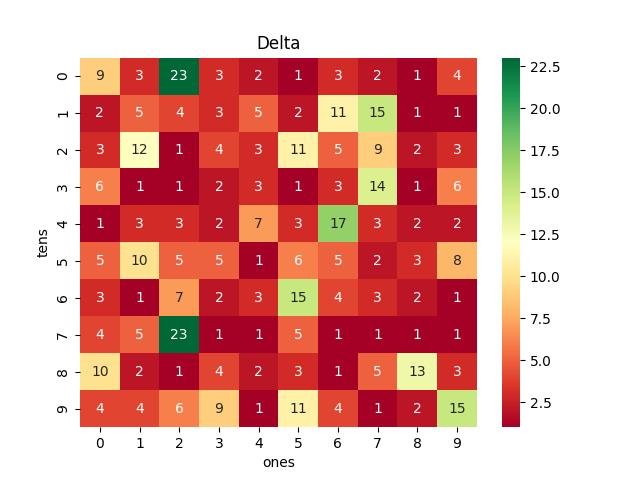 Delta
0 9 3 23 3 2 1 3 2 1 4
1 2 5 4 3 5 2 11 15 1 1
2 3 12 1 4 3 11 5 9 2 3
3 6 1 1 2 3 1 3 14 1 6
4 1 3 3 2 7 3 17 3 2 2
5 5 10 5 5 1 6 5 2 3 8
6 3 1 7 2 3 15 4 3 2 1
7 4 5 23 1 1 5 1 1 1 1
8 10 2 1 4 2 3 1 5 13 3
9 4 4 6 9 1 11 4 1 2 15
0 1 2 3 4 5 6 7 8 9
ones
tens
22.5
20.0
17.5
15.0
12.5
10.0
7.5
5.0
2.5